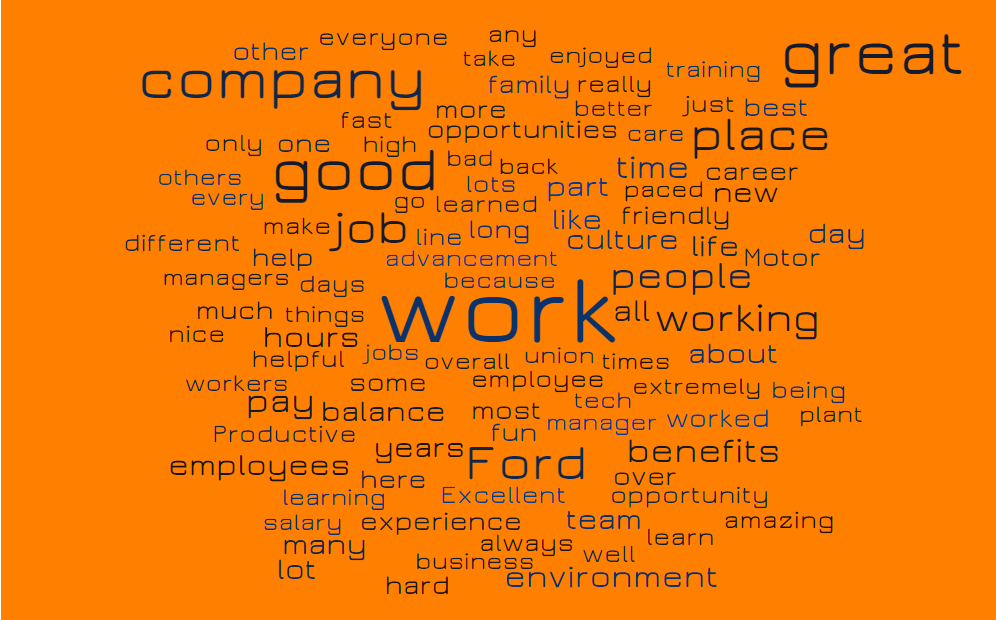 everyone any
other take enjoyed great
company family really training
more better just best
fast opportunities care place
only one high
good bad back time career
others lots part paced new
every go learned
make job line long like friendly
different culture life day
help advancement Motor
managers days because people
work
much things all working
nice hours
helpful jobs overall union times about
workers some employee extremely being
pay balance most tech manager worked plant
Productive fun
years Ford benefits
employees here over
learning Excellent opportunity
salary experience team amazing
many always learn
lot business well
hard environment